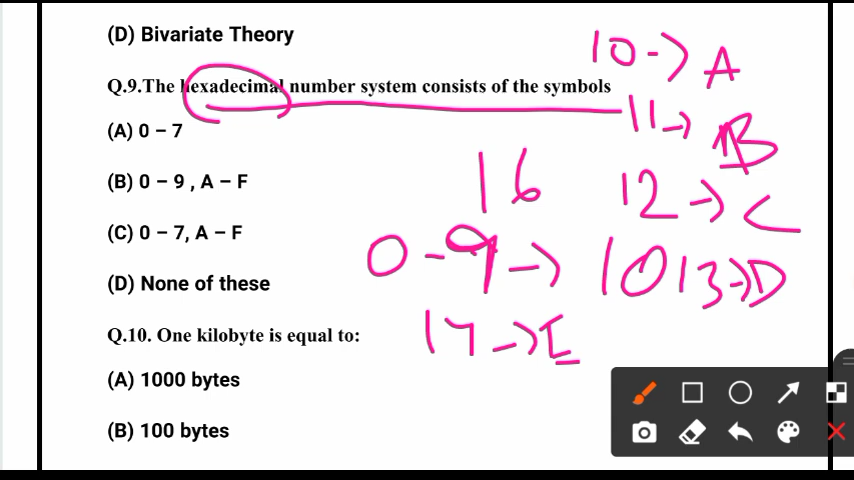 (D) Bivariate Theory
Q.9.The hexadecimal number system consists of the symbols
(A) 0 – 7
(B) 0 – 9 , A – F
(C) 0 – 7, A – F
(D) None of these
Q.10. One kilobyte is equal to:
(A) 1000 bytes
(B) 100 bytes
10 -> A
11 -> B
16
12 -> C
0 - 9 -> 10
13 -> D
14 -> E